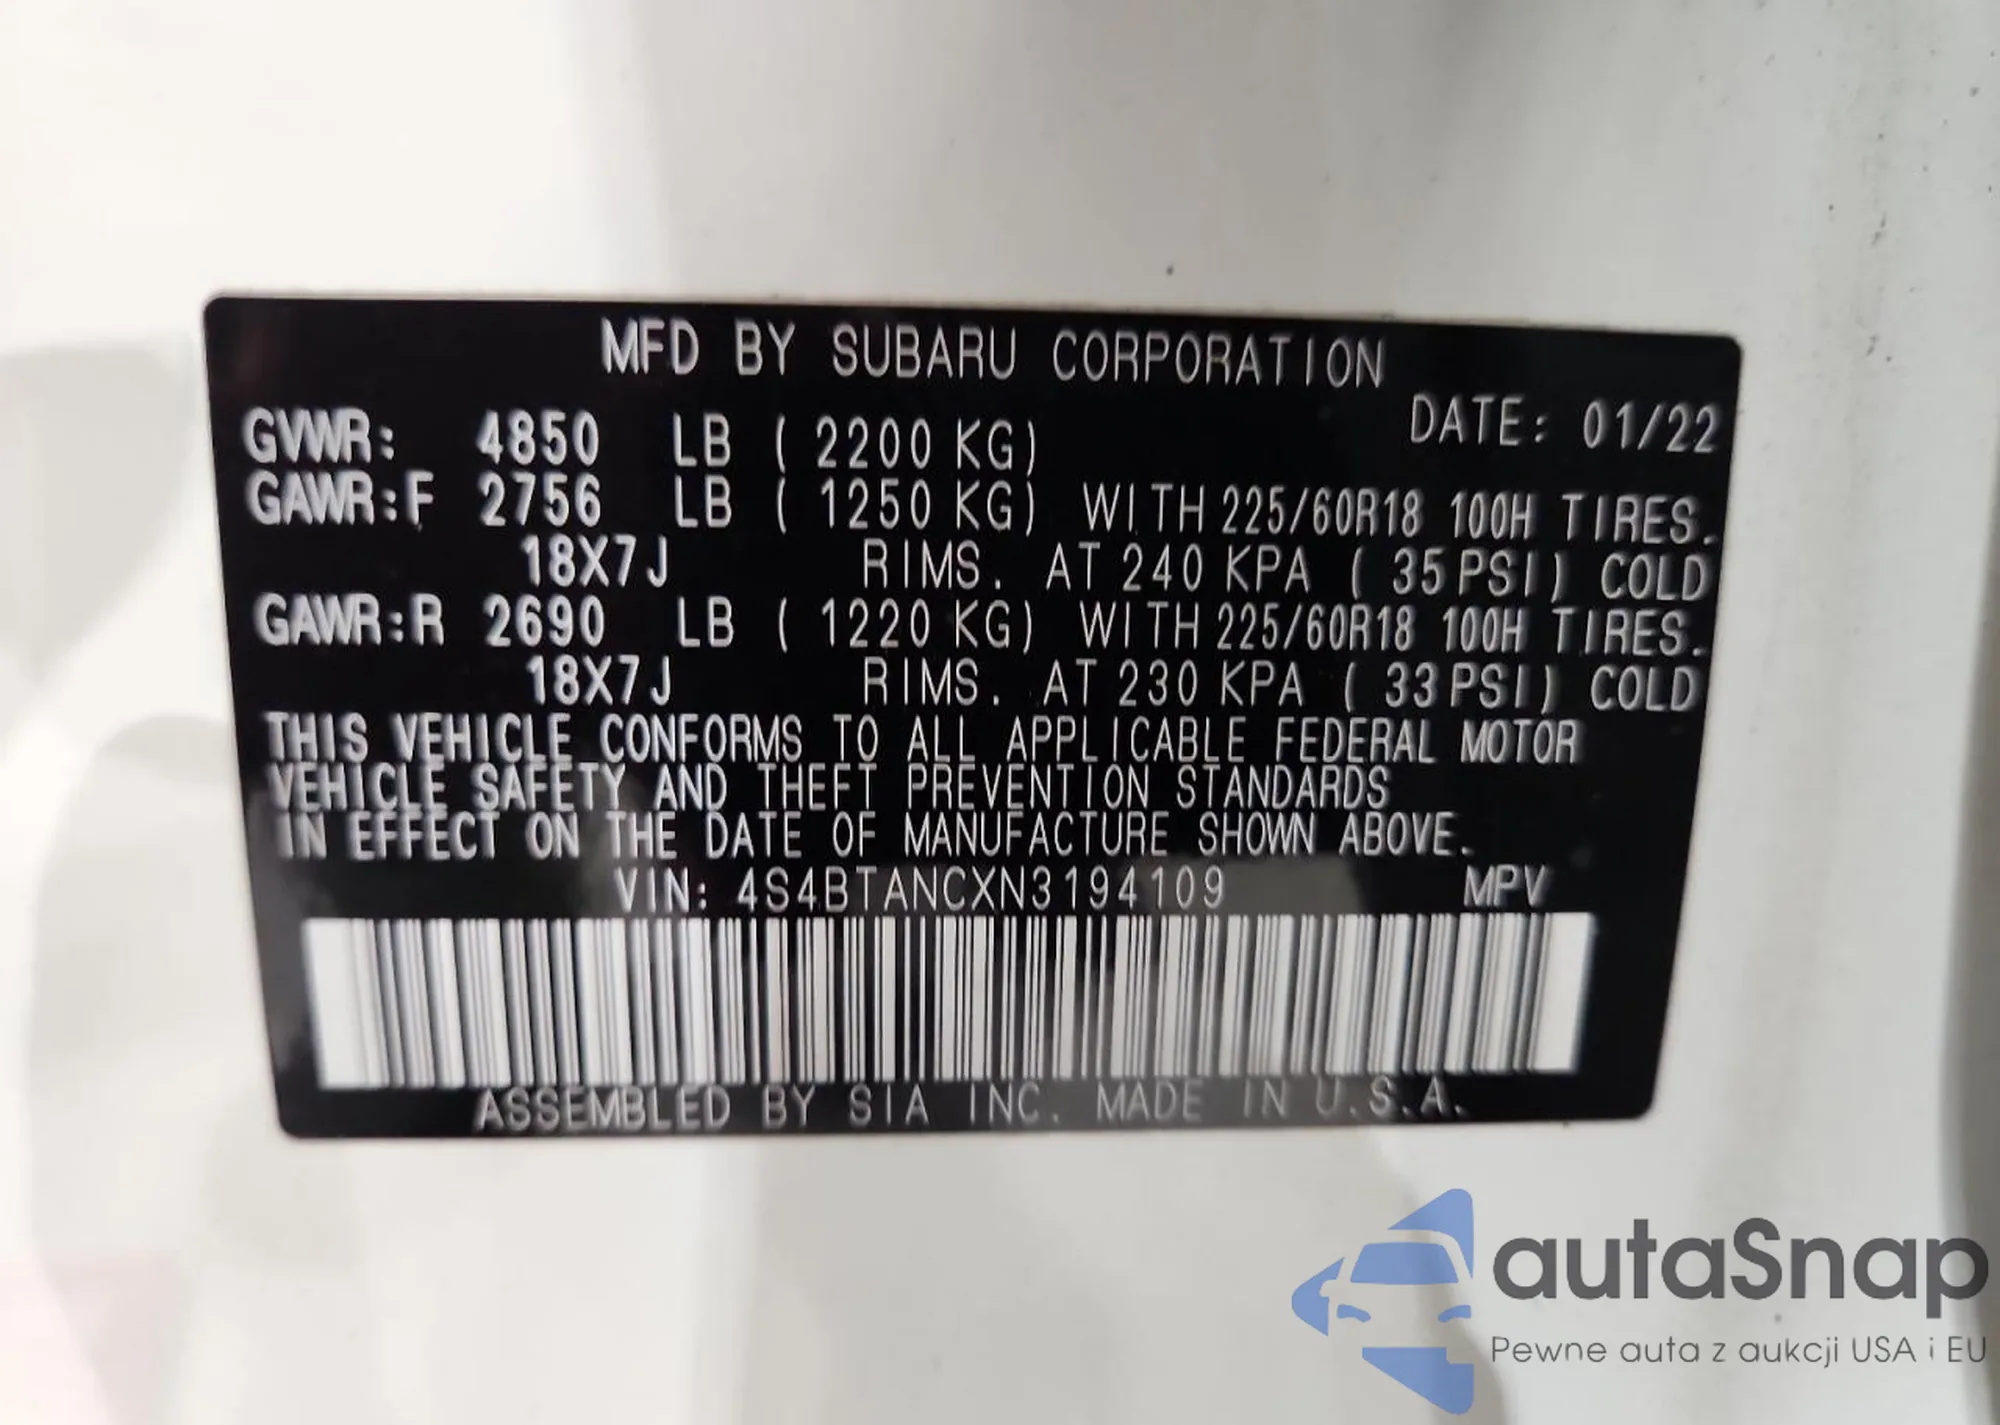 MFD BY SUBARU CORPORATION
DATE: 01/22
GVWR: 4850 LB ( 2200 KG)
GAWR:F 2756 LB ( 1250 KG) WITH 225/60R18 100H TIRES.
18X7J RIMS. AT 240 KPA ( 35 PSI) COLD
GAWR:R 2690 LB ( 1220 KG) WITH 225/60R18 100H TIRES.
18X7J RIMS. AT 230 KPA ( 33 PSI) COLD
THIS VEHICLE CONFORMS TO ALL APPLICABLE FEDERAL MOTOR
VEHICLE SAFETY AND THEFT PREVENTION STANDARDS
IN EFFECT ON THE DATE OF MANUFACTURE SHOWN ABOVE.
VIN: 4S4BTANCXN3194109 MPV
ASSEMBLED BY SIA INC. MADE IN U.S.A.
autaSnap
Pewne auta z aukcji USA i EU